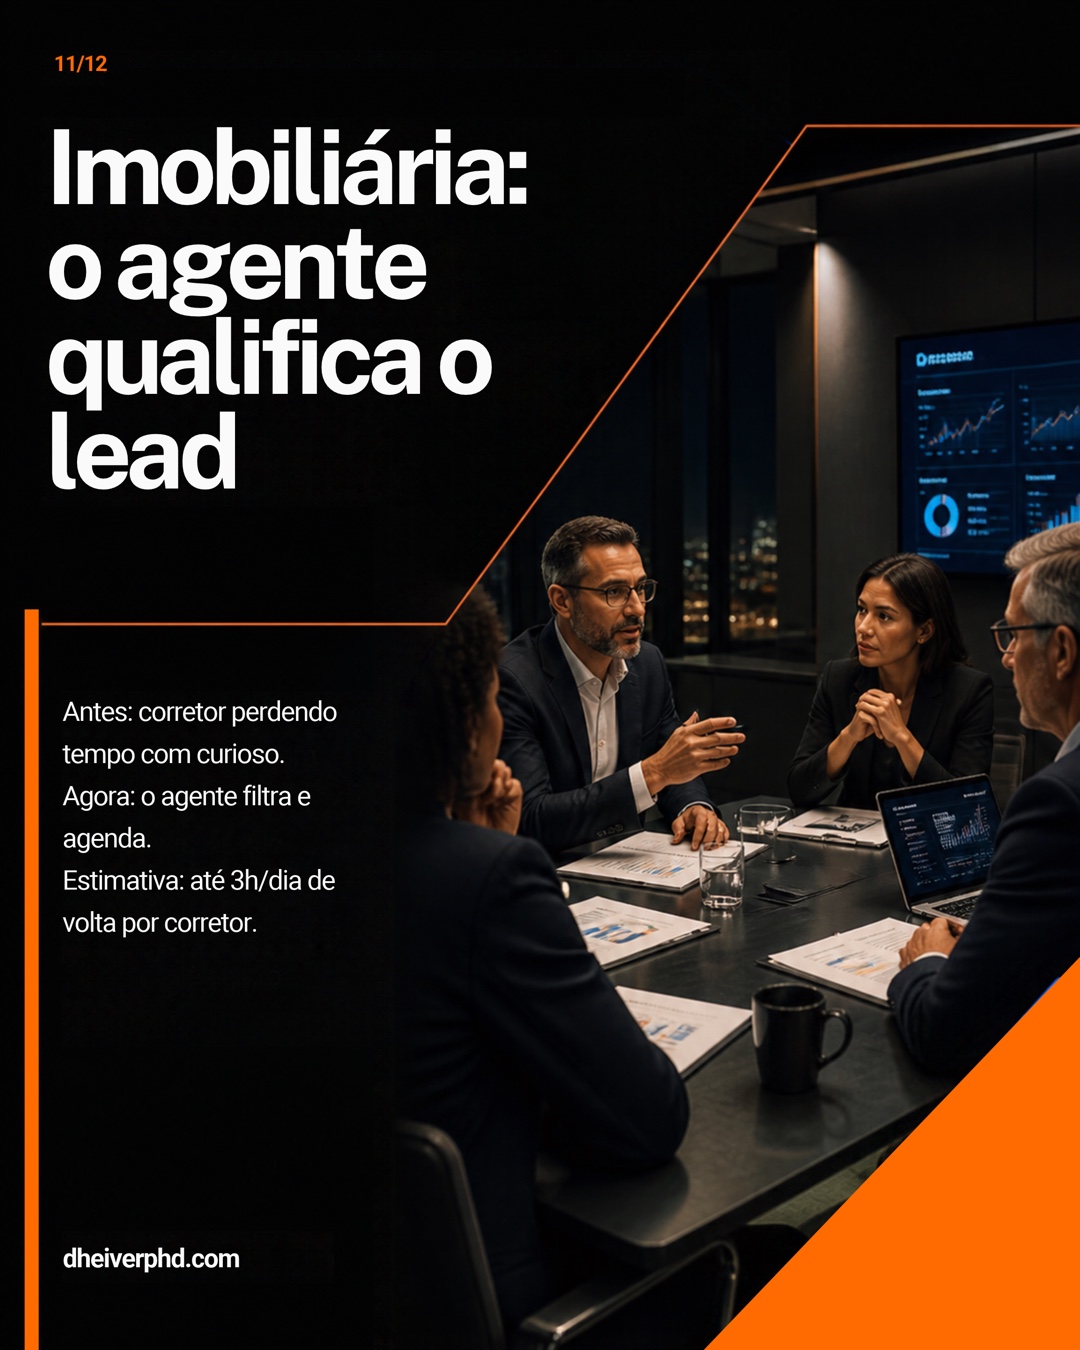 11/12
Imobiliária:
o agente
qualifica o
lead
Antes: corretor perdendo
tempo com curioso.
Agora: o agente filtra e
agenda.
Estimativa: até 3h/dia de
volta por corretor.
dheiverphd.com